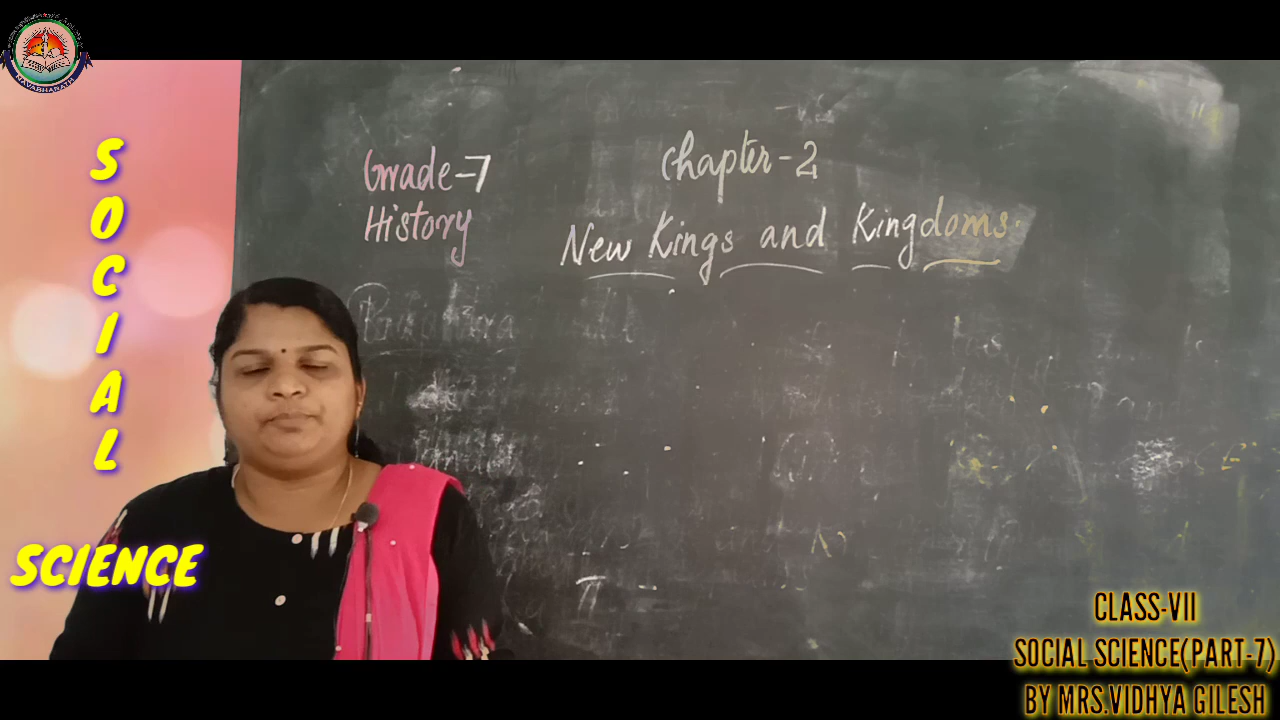 NAVABHARATH
SOCIAL
SCIENCE
Grade-7
History
Chapter-2
New Kings and Kingdoms.
CLASS-VII
SOCIAL SCIENCE(PART-7)
BY MRS.VIDHYA GILESH